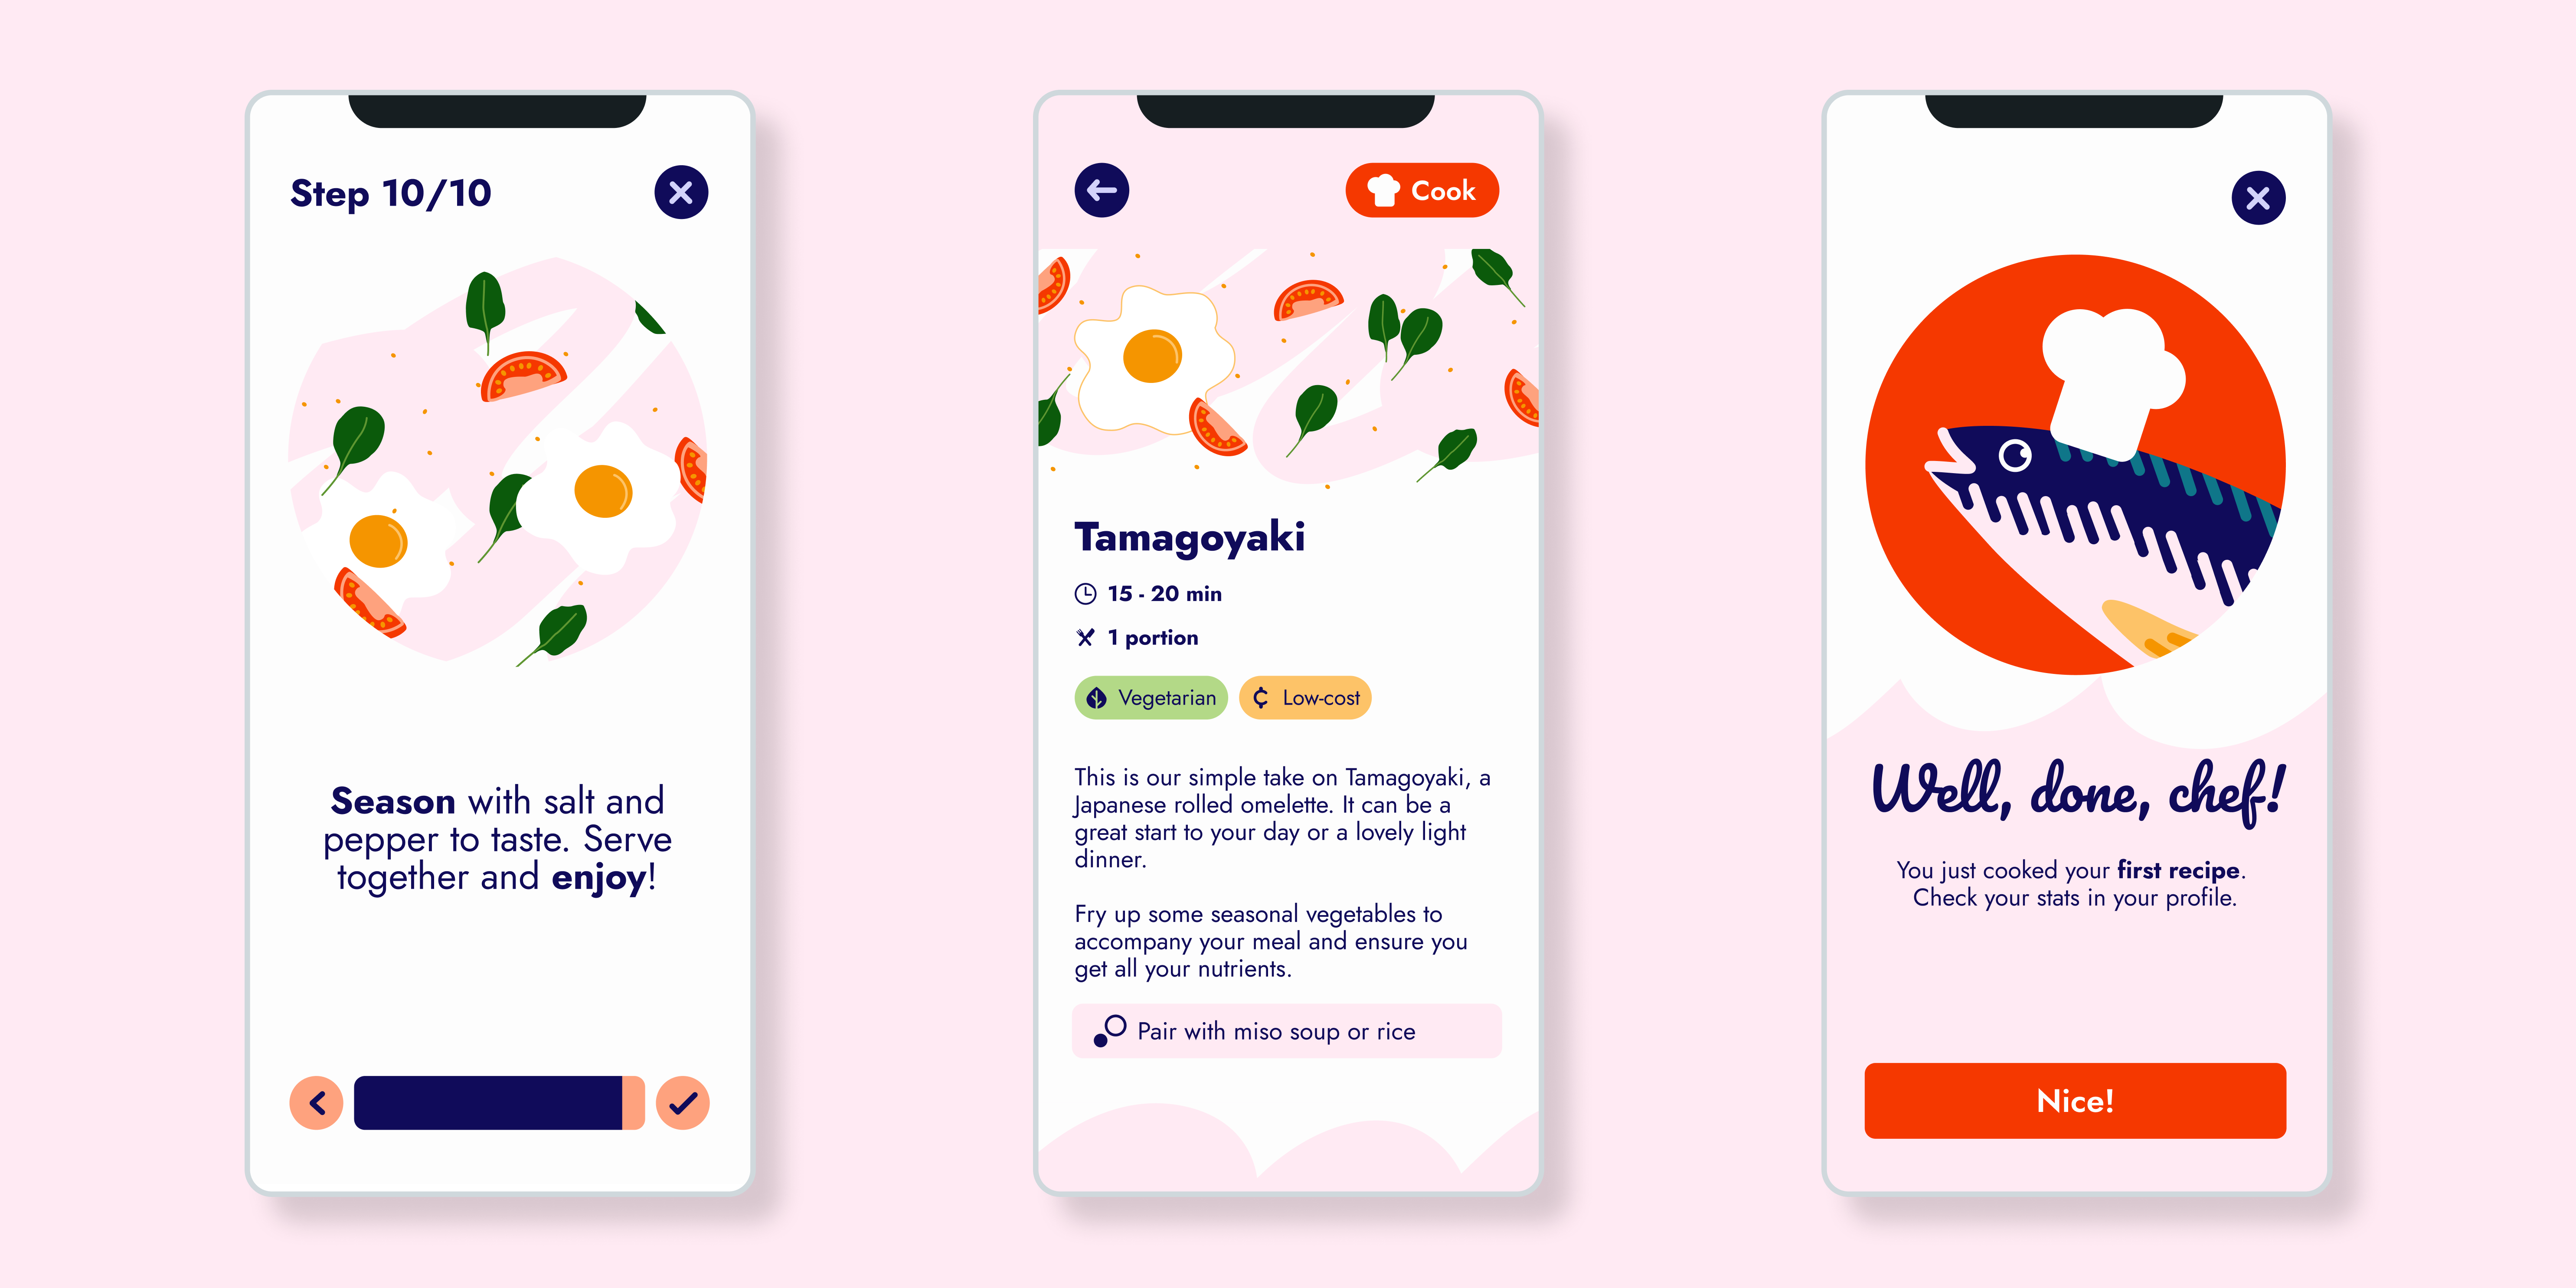 Step 10/10
Season with salt and
pepper to taste. Serve
together and enjoy!
Cook
Tamagoyaki
15 - 20 min
1 portion
Vegetarian
¢ Low-cost
This is our simple take on Tamagoyaki, a
Japanese rolled omelette. It can be a
great start to your day or a lovely light
dinner.
Fry up some seasonal vegetables to
accompany your meal and ensure you
get all your nutrients.
Pair with miso soup or rice
Well, done, chef!
You just cooked your first recipe.
Check your stats in your profile.
Nice!